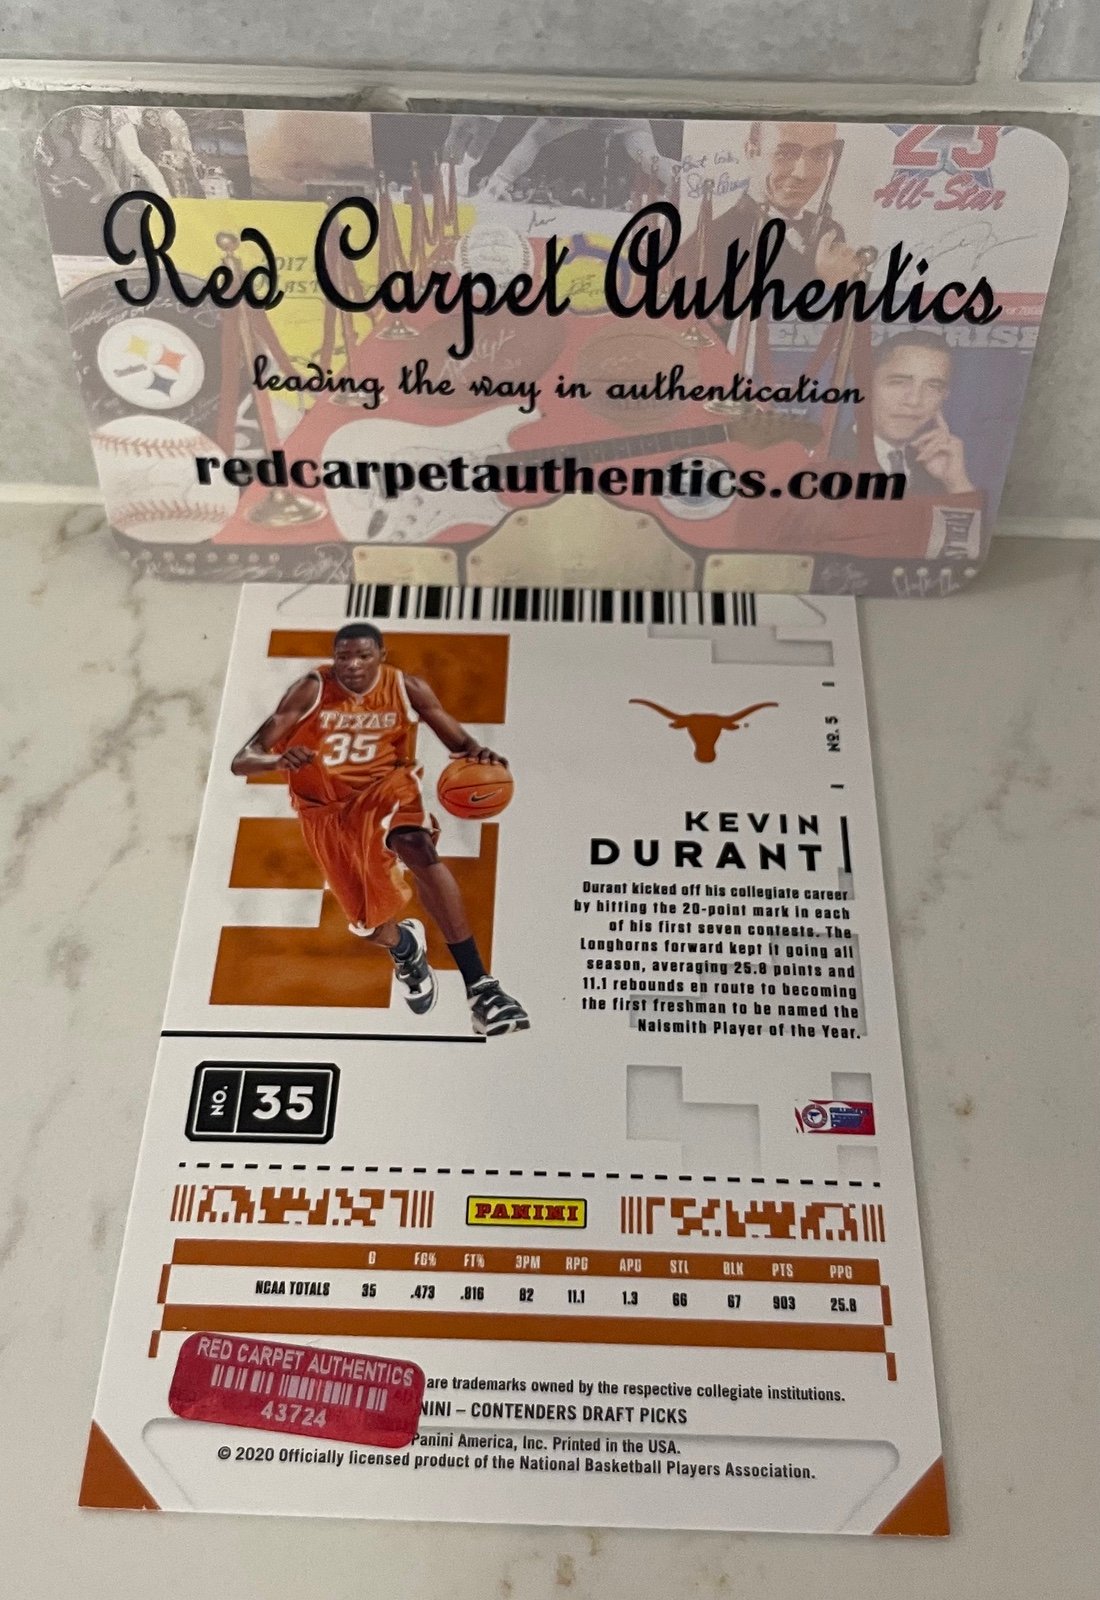 23
All-Star
Red Carpet Authentics
2017
leading the way in authentication
redcarpetauthentics.com
TEXAS
35
Nº. 5
KEVIN
DURANT
Durant kicked off his collegiate career
by hitting the 20-point mark in each
of his first seven contests. The
Longhorns forward kept it going all
season, averaging 25.8 points and
11.1 rebounds en route to becoming
the first freshman to be named the
Naismith Player of the Year.
NO. 35
PANINI
G FG% FT% 3PM RPG APG STL BLK PTS PPG
NCAA TOTALS 35 .473 .816 82 11.1 1.3 66 67 903 25.8
RED CARPET AUTHENTICS
43724
are trademarks owned by the respective collegiate institutions.
NINI – CONTENDERS DRAFT PICKS
Panini America, Inc. Printed in the USA.
© 2020 Officially licensed product of the National Basketball Players Association.